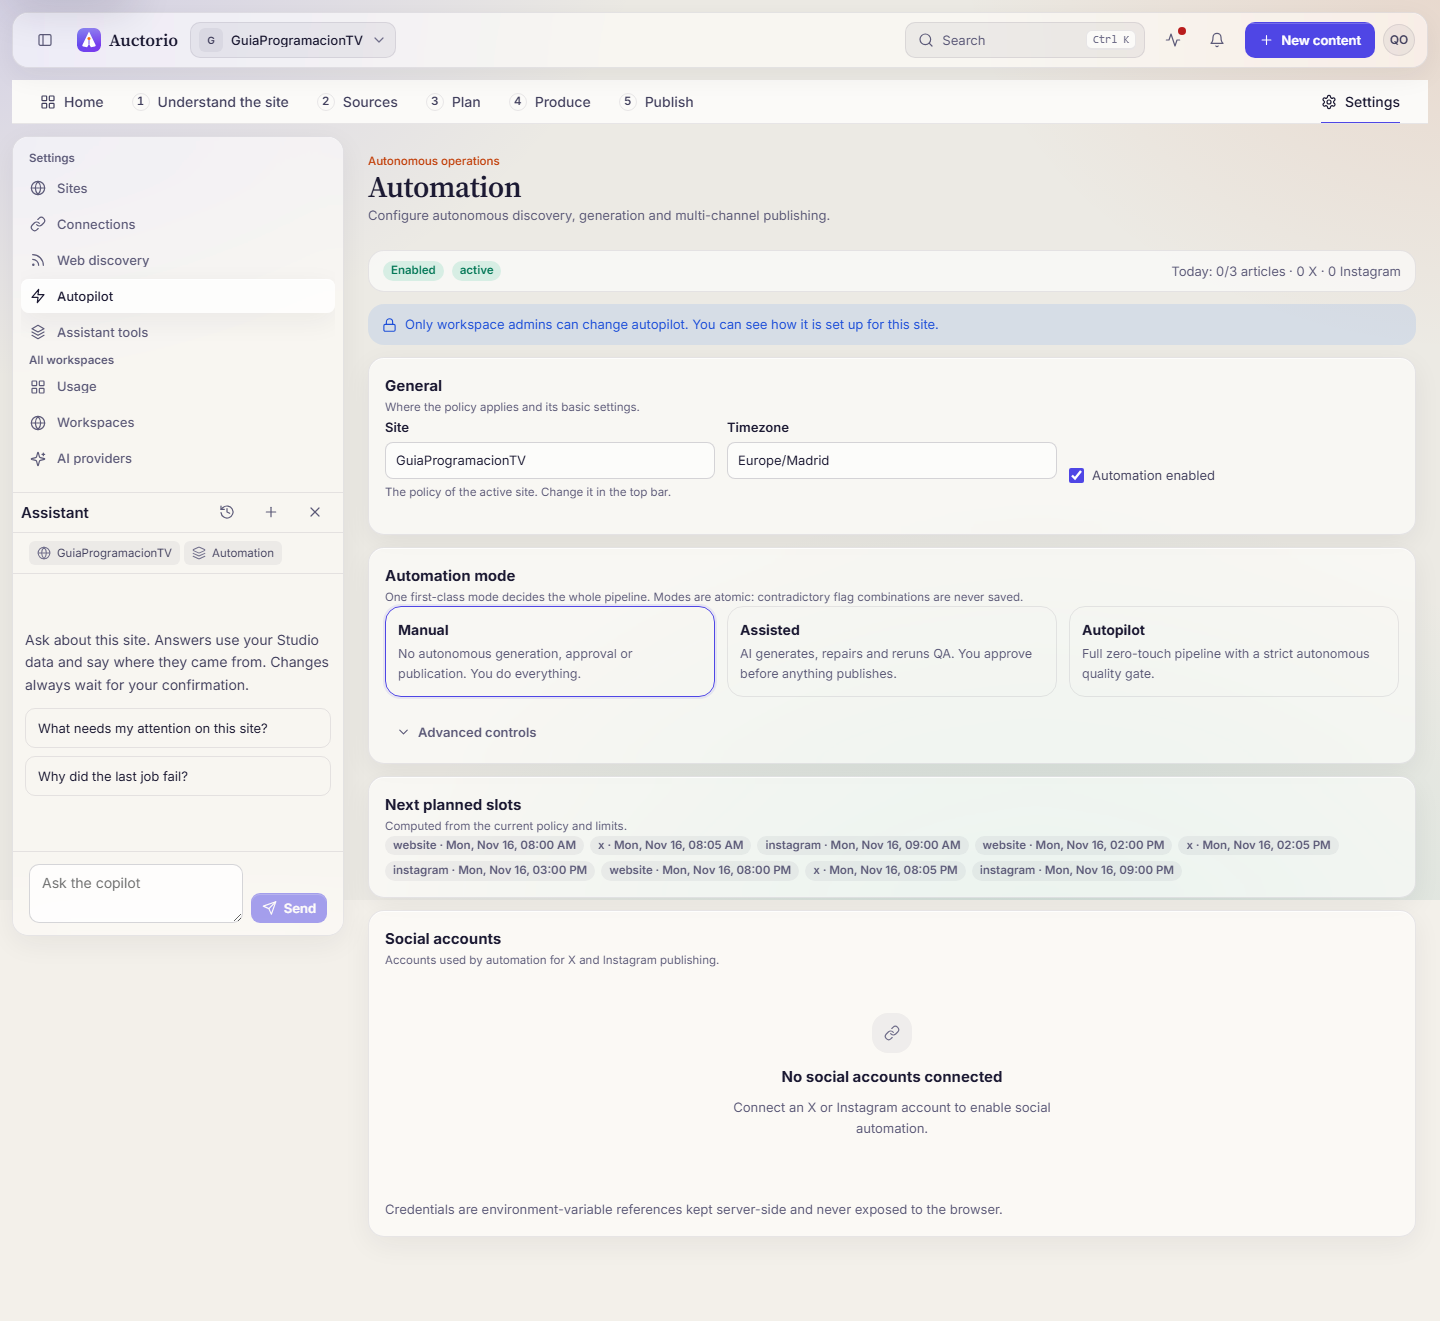 Auctorio
G GuiaProgramacionTV
Search Ctrl K
New content
QO
Home
1 Understand the site
2 Sources
3 Plan
4 Produce
5 Publish
Settings
Settings
Sites
Connections
Web discovery
Autopilot
Assistant tools
All workspaces
Usage
Workspaces
AI providers
Assistant
GuiaProgramacionTV Automation
Ask about this site. Answers use your Studio
data and say where they came from. Changes
always wait for your confirmation.
What needs my attention on this site?
Why did the last job fail?
Ask the copilot
Send
Autonomous operations
Automation
Configure autonomous discovery, generation and multi-channel publishing.
Enabled active
Today: 0/3 articles · 0 X · 0 Instagram
Only workspace admins can change autopilot. You can see how it is set up for this site.
General
Where the policy applies and its basic settings.
Site
GuiaProgramacionTV
The policy of the active site. Change it in the top bar.
Timezone
Europe/Madrid
Automation enabled
Automation mode
One first-class mode decides the whole pipeline. Modes are atomic: contradictory flag combinations are never saved.
Manual
No autonomous generation, approval or
publication. You do everything.
Assisted
AI generates, repairs and reruns QA. You approve
before anything publishes.
Autopilot
Full zero-touch pipeline with a strict autonomous
quality gate.
Advanced controls
Next planned slots
Computed from the current policy and limits.
website · Mon, Nov 16, 08:00 AM x · Mon, Nov 16, 08:05 AM instagram · Mon, Nov 16, 09:00 AM website · Mon, Nov 16, 02:00 PM x · Mon, Nov 16, 02:05 PM
instagram · Mon, Nov 16, 03:00 PM website · Mon, Nov 16, 08:00 PM x · Mon, Nov 16, 08:05 PM instagram · Mon, Nov 16, 09:00 PM
Social accounts
Accounts used by automation for X and Instagram publishing.
No social accounts connected
Connect an X or Instagram account to enable social
automation.
Credentials are environment-variable references kept server-side and never exposed to the browser.